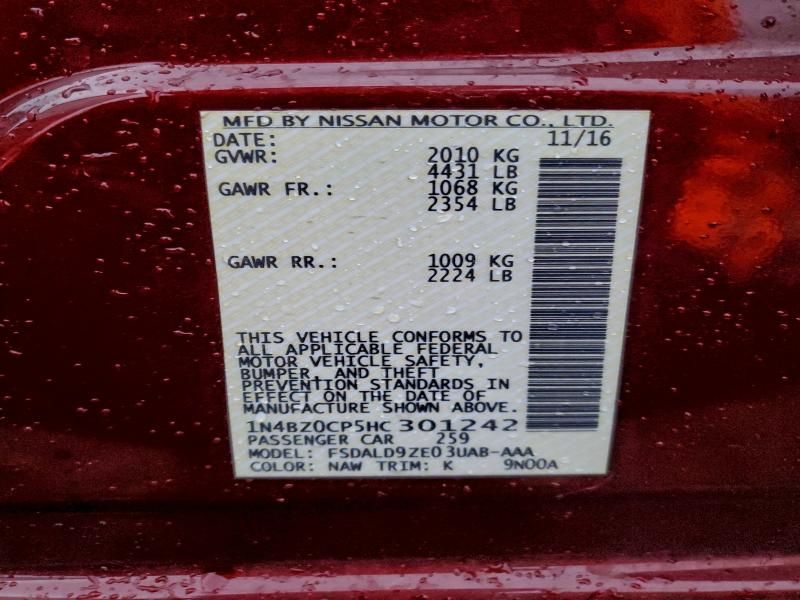 MFD BY NISSAN MOTOR CO., LTD.
DATE: 11/16
GVWR: 2010 KG
4431 LB
GAWR FR.: 1068 KG
2354 LB
GAWR RR.: 1009 KG
2224 LB
THIS VEHICLE CONFORMS TO
ALL APPLICABLE FEDERAL
MOTOR VEHICLE SAFETY,
BUMPER, AND THEFT
PREVENTION STANDARDS IN
EFFECT ON THE DATE OF
MANUFACTURE SHOWN ABOVE.
1N4BZ0CP5HC 301242
PASSENGER CAR 259
MODEL: FSDALD9ZE03UAB-AAA
COLOR: NAW TRIM: K 9N00A